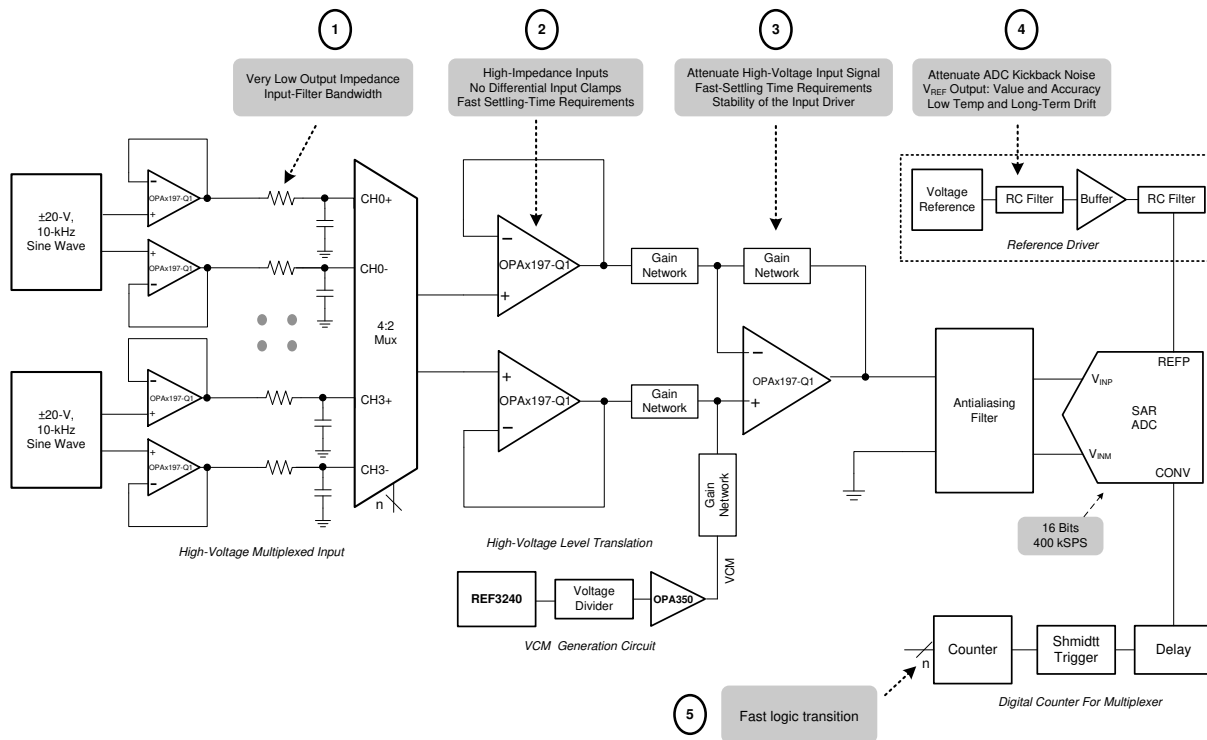 1
Very Low Output Impedance
Input-Filter Bandwidth
2
High-Impedance Inputs
No Differential Input Clamps
Fast Settling-Time Requirements
3
Attenuate High-Voltage Input Signal
Fast-Settling Time Requirements
Stability of the Input Driver
4
Attenuate ADC Kickback Noise
VREF Output: Value and Accuracy
Low Temp and Long-Term Drift
±20-V,
10-kHz
Sine Wave
OPAx197-Q1
OPAx197-Q1
CH0+
CH0-
±20-V,
10-kHz
Sine Wave
OPAx197-Q1
OPAx197-Q1
CH3+
CH3-
4:2
Mux
n
High-Voltage Multiplexed Input
OPAx197-Q1
OPAx197-Q1
High-Voltage Level Translation
Gain
Network
Gain
Network
Gain
Network
Gain
Network
OPAx197-Q1
VCM
REF3240
Voltage
Divider
OPA350
VCM Generation Circuit
Voltage
Reference
RC Filter
Buffer
RC Filter
Reference Driver
Antialiasing
Filter
REFP
VINP
SAR
ADC
VINM
CONV
16 Bits
400 kSPS
n
Counter
Shmidtt
Trigger
Delay
Digital Counter For Multiplexer
5
Fast logic transition